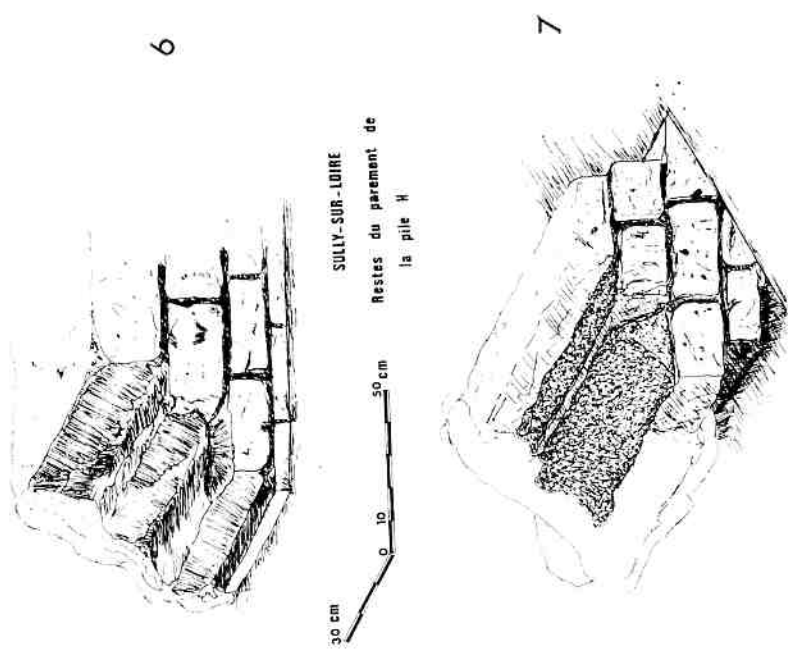 6
SULLY-SUR-LOIRE
Restes du parement de
la pile H
30 cm
0
10
50 cm
7